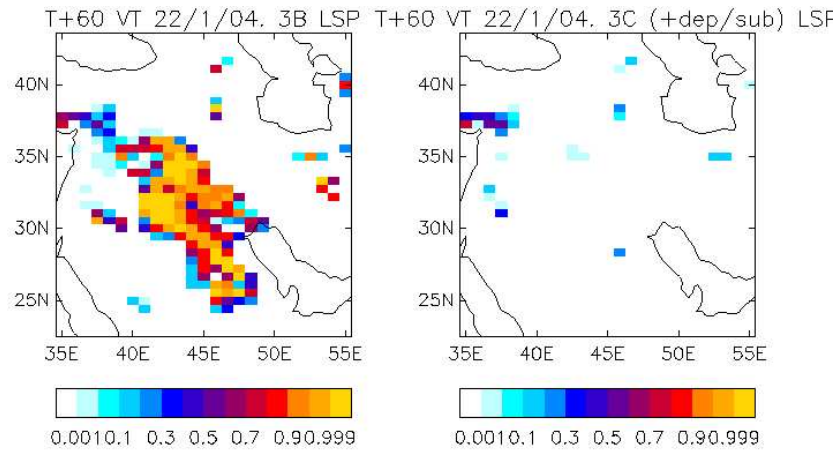 T+60 VT 22/1/04. 3B LSP
T+60 VT 22/1/04. 3C (+dep/sub) LSP
40N
35N
30N
25N
35E 40E 45E 50E 55E
0.0010.1 0.3 0.5 0.7 0.90.999
40N
35N
30N
25N
35E 40E 45E 50E 55E
0.0010.1 0.3 0.5 0.7 0.90.999